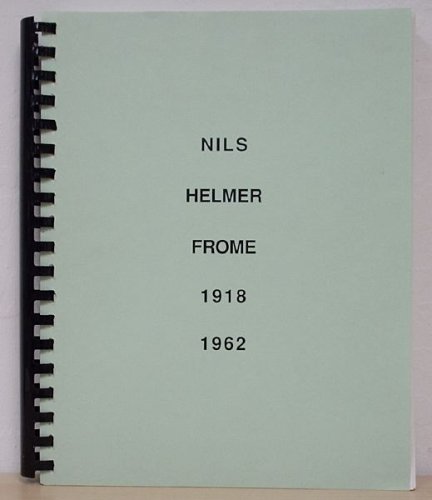 NILS
HELMER
FROME
1918
1962